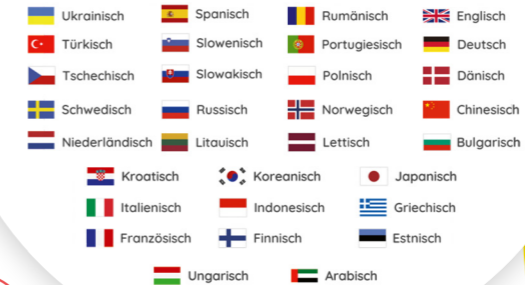 Ukrainisch Spanisch Rumänisch Englisch
Türkisch Slowenisch Portugiesisch Deutsch
Tschechisch Slowakisch Polnisch Dänisch
Schwedisch Russisch Norwegisch Chinesisch
Niederländisch Litauisch Lettisch Bulgarisch
Kroatisch Koreanisch Japanisch
Italienisch Indonesisch Griechisch
Französisch Finnisch Estnisch
Ungarisch Arabisch